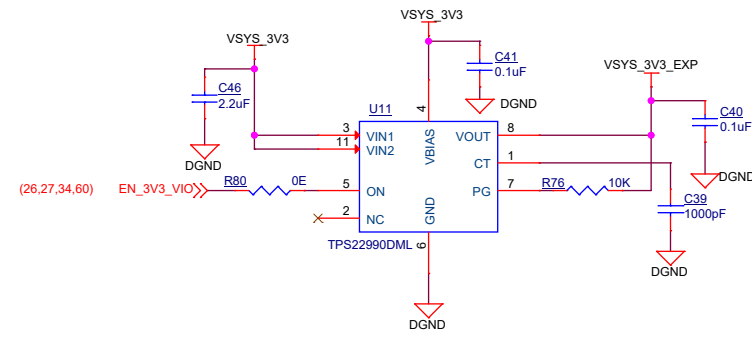 VSYS_3V3
VSYS_3V3
C41
0.1uF
DGND
VSYS_3V3_EXP
C46
2.2uF
DGND
C40
0.1uF
DGND
U11
4
3
VIN1
VBIAS
VOUT
8
11
VIN2
CT
1
(26,27,34,60)
EN_3V3_VIO
R80
0E
5
ON
PG
7
R76
10K
2
NC
GND
C39
1000pF
TPS22990DML
6
DGND
DGND